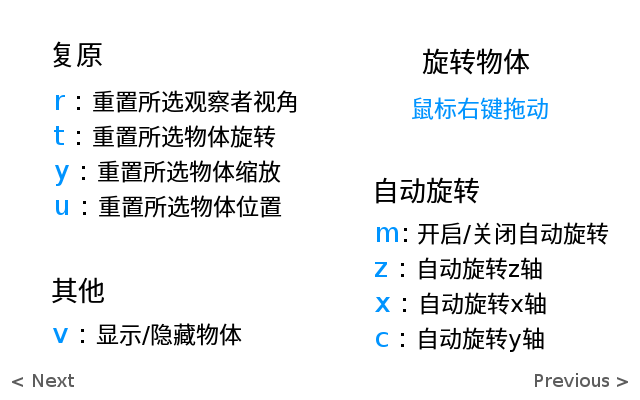 复原
r：重置所选观察者视角
t：重置所选物体旋转
y：重置所选物体缩放
u：重置所选物体位置
其他
v：显示/隐藏物体
旋转物体
鼠标右键拖动
自动旋转
m：开启/关闭自动旋转
z：自动旋转z轴
x：自动旋转x轴
c：自动旋转y轴
< Next
Previous >